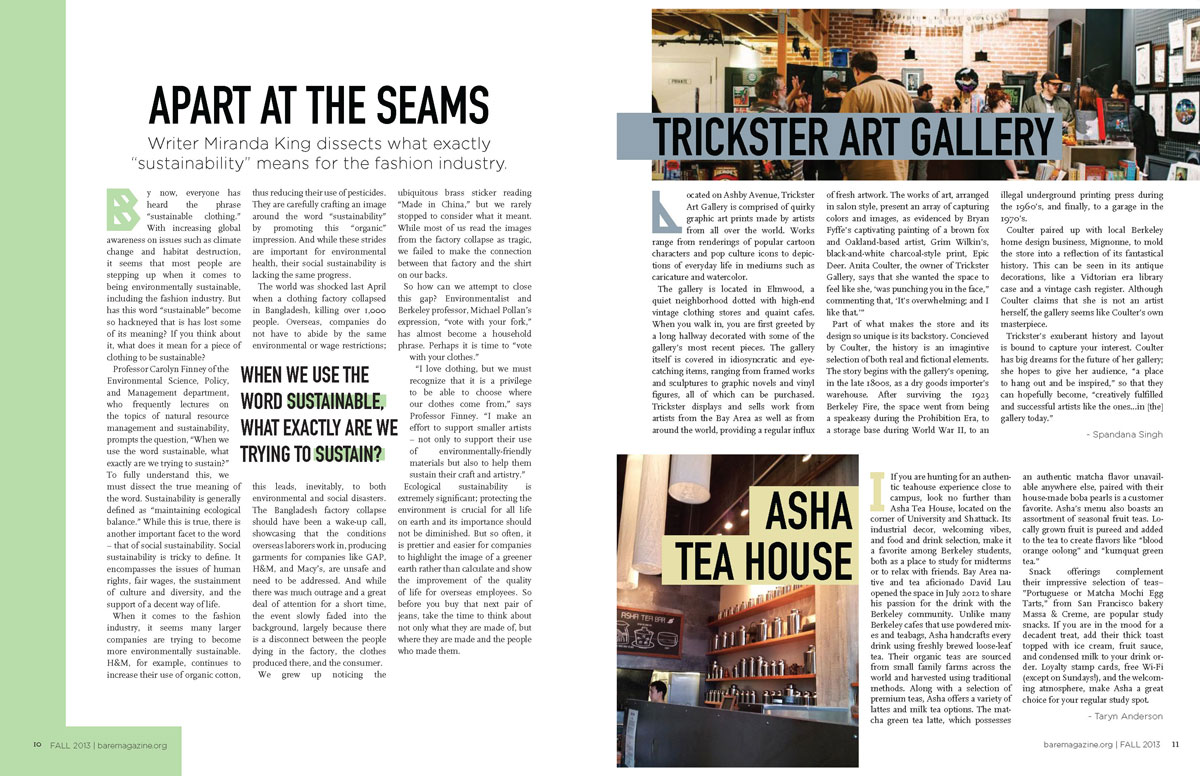 APART AT THE SEAMS
Writer Miranda King dissects what exactly
“sustainability” means for the fashion industry.
By now, everyone has
heard the phrase
“sustainable clothing.”
With increasing global
awareness on issues such as climate
change and habitat destruction,
it seems that most people are
stepping up when it comes to
being environmentally sustainable,
including the fashion industry. But
has this word “sustainable” become
so hackneyed that is has lost some
of its meaning? If you think about
it, what does it mean for a piece of
clothing to be sustainable?
Professor Carolyn Finney of the
Environmental Science, Policy,
and Management department,
who frequently lectures on
the topics of natural resource
management and sustainability,
prompts the question, “When we
use the word sustainable, what
exactly are we trying to sustain?”
To fully understand this, we
must dissect the true meaning of
the word. Sustainability is generally
defined as “maintaining ecological
balance.” While this is true, there is
another important facet to the word
– that of social sustainability. Social
sustainability is tricky to define. It
encompasses the issues of human
rights, fair wages, the sustainment
of culture and diversity, and the
support of a decent way of life.
When it comes to the fashion
industry, it seems many larger
companies are trying to become
more environmentally sustainable.
H&M, for example, continues to
increase their use of organic cotton,
thus reducing their use of pesticides.
They are carefully crafting an image
around the word “sustainability”
by promoting this “organic”
impression. And while these strides
are important for environmental
health, their social sustainability is
lacking the same progress.
The world was shocked last April
when a clothing factory collapsed
in Bangladesh, killing over 1,000
people. Overseas, companies do
not have to abide by the same
environmental or wage restrictions;
WHEN WE USE THE
WORD SUSTAINABLE,
WHAT EXACTLY ARE WE
TRYING TO SUSTAIN?
this leads, inevitably, to both
environmental and social disasters.
The Bangladesh factory collapse
should have been a wake-up call,
showcasing that the conditions
overseas laborers work in, producing
garments for companies like GAP,
H&M, and Macy’s, are unsafe and
need to be addressed. And while
there was much outrage and a great
deal of attention for a short time,
the event slowly faded into the
background, largely because there
is a disconnect between the people
dying in the factory, the clothes
produced there, and the consumer.
We grew up noticing the
ubiquitous brass sticker reading
“Made in China,” but we rarely
stopped to consider what it meant.
While most of us read the images
from the factory collapse as tragic,
we failed to make the connection
between that factory and the shirt
on our backs.
So how can we attempt to close
this gap? Environmentalist and
Berkeley professor, Michael Pollan’s
expression, “vote with your fork,”
has almost become a household
phrase. Perhaps it is time to “vote
with your clothes.”
“I love clothing, but we must
recognize that it is a privilege
to be able to choose where
our clothes come from,” says
Professor Finney. “I make an
effort to support smaller artists
– not only to support their use
of environmentally-friendly
materials but also to help them
sustain their craft and artistry.”
Ecological sustainability is
extremely significant; protecting the
environment is crucial for all life
on earth and its importance should
not be diminished. But so often, it
is prettier and easier for companies
to highlight the image of a greener
earth rather than calculate and show
the improvement of the quality
of life for overseas employees. So
before you buy that next pair of
jeans, take the time to think about
not only what they are made of, but
where they are made and the people
who made them.
10 FALL 2013 | baremagazine.org
TRICKSTER ART GALLERY
Located on Ashby Avenue, Trickster
Art Gallery is comprised of quirky
graphic art prints made by artists
from all over the world. Works
range from renderings of popular cartoon
characters and pop culture icons to depic-
tions of everyday life in mediums such as
caricature and watercolor.
The gallery is located in Elmwood, a
quiet neighborhood dotted with high-end
vintage clothing stores and quaint cafes.
When you walk in, you are first greeted by
a long hallway decorated with some of the
gallery’s most recent pieces. The gallery
itself is covered in idiosyncratic and eye-
catching items, ranging from framed works
and sculptures to graphic novels and vinyl
figures, all of which can be purchased.
Trickster displays and sells work from
artists from the Bay Area as well as from
around the world, providing a regular influx
of fresh artwork. The works of art, arranged
in salon style, present an array of capturing
colors and images, as evidenced by Bryan
Fyffe’s captivating painting of a brown fox
and Oakland-based artist, Grim Wilkin’s,
black-and-white charcoal-style print, Epic
Deer. Anita Coulter, the owner of Trickster
Gallery, says that she wanted the space to
feel like she, ‘was punching you in the face,”
commenting that, ‘It’s overwhelming; and I
like that.’”
Part of what makes the store and its
design so unique is its backstory. Concieved
by Coulter, the history is an imagintive
selection of both real and fictional elements.
The story begins with the gallery’s opening,
in the late 1800s, as a dry goods importer’s
warehouse. After surviving the 1923
Berkeley Fire, the space went from being
a speakeasy during the Prohibition Era, to
a storage base during World War II, to an
illegal underground printing press during
the 1960’s, and finally, to a garage in the
1970’s.
Coulter paired up with local Berkeley
home design business, Mignonne, to mold
the store into a reflection of its fantastical
history. This can be seen in its antique
decorations, like a Vidtorian era library
case and a vintage cash register. Although
Coulter claims that she is not an artist
herself, the gallery seems like Coulter’s own
masterpiece.
Trickster’s exuberant history and layout
is bound to capture your interest. Coulter
has big dreams for the future of her gallery;
she hopes to give her audience, “a place
to hang out and be inspired,” so that they
can hopefully become, “creatively fulfilled
and successful artists like the ones...in [the]
gallery today.”
- Spandana Singh
ASHA
TEA HOUSE
ASHA TEA BAR
If you are hunting for an authen-
tic teahouse experience close to
campus, look no further than
Asha Tea House, located on the
corner of University and Shattuck. Its
industrial decor, welcoming vibes,
and food and drink selection, make it
a favorite among Berkeley students,
both as a place to study for midterms
or to relax with friends. Bay Area na-
tive and tea aficionado David Lau
opened the space in July 2012 to share
his passion for the drink with the
Berkeley community. Unlike many
Berkeley cafes that use powdered mix-
es and teabags, Asha handcrafts every
drink using freshly brewed loose-leaf
tea. Their organic teas are sourced
from small family farms across the
world and harvested using traditional
methods. Along with a selection of
premium teas, Asha offers a variety of
lattes and milk tea options. The mat-
cha green tea latte, which possesses
an authentic matcha flavor unavail-
able anywhere else, paired with their
house-made boba pearls is a customer
favorite. Asha’s menu also boasts an
assortment of seasonal fruit teas. Lo-
cally grown fruit is pureed and added
to the tea to create flavors like “blood
orange oolong” and “kumquat green
tea.”
Snack offerings complement
their impressive selection of teas–
“Portuguese or Matcha Mochi Egg
Tarts,” from San Francisco bakery
Massa & Creme, are popular study
snacks. If you are in the mood for a
decadent treat, add their thick toast
topped with ice cream, fruit sauce,
and condensed milk to your drink or-
der. Loyalty stamp cards, free Wi-Fi
(except on Sundays!), and the welcom-
ing atmosphere, make Asha a great
choice for your regular study spot.
- Taryn Anderson
baremagazine.org | FALL 2013 11